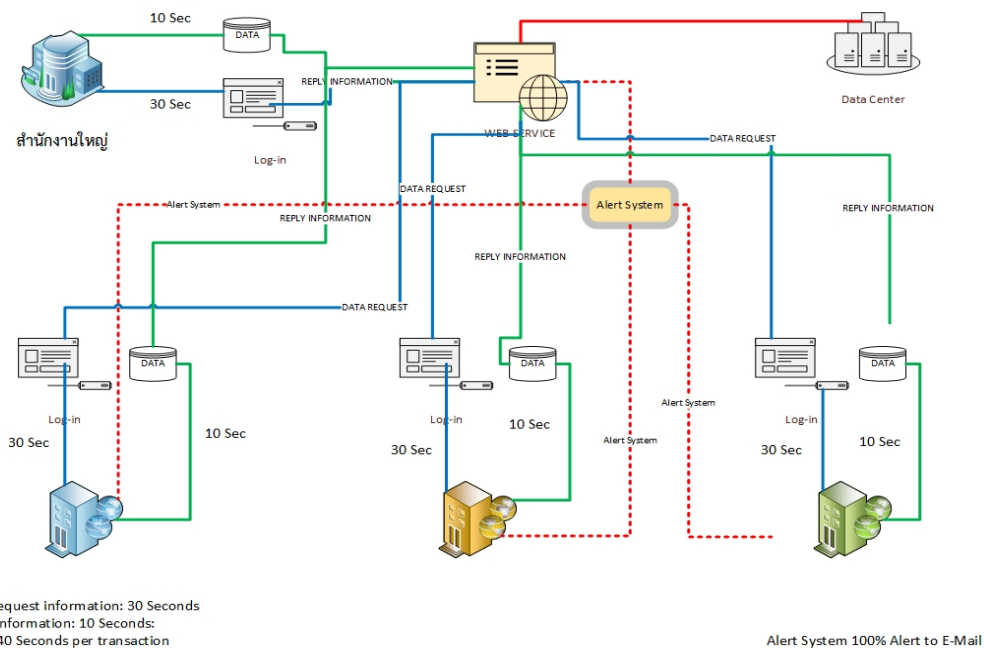 10 Sec
DATA
REPLY INFORMATION
30 Sec
Data Center
สำนักงานใหญ่
WEB SERVICE
DATA REQUEST
Log-in
DATA REQUEST
Alert System
Alert System
REPLY INFORMATION
REPLY INFORMATION
REPLY INFORMATION
DATA REQUEST
DATA
DATA
DATA
Alert System
Log-in
Log-in
Log-in
10 Sec
10 Sec
30 Sec
Alert System
10 Sec
30 Sec
30 Sec
equest information: 30 Seconds
nformation: 10 Seconds:
40 Seconds per transaction
Alert System 100% Alert to E-Mail